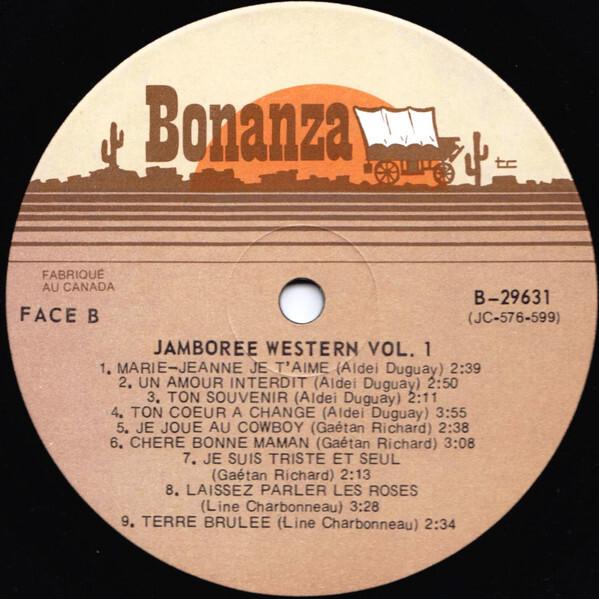 Bonanza
tc
FABRIQUÉ
AU CANADA
FACE B
B-29631
(JC-576-599)
JAMBOREE WESTERN VOL. 1
1. MARIE-JEANNE JE T'AIME (Aldei Duguay) 2:39
2. UN AMOUR INTERDIT (Aldei Duguay) 2:50
3. TON SOUVENIR (Aldei Duguay) 2:11
4. TON COEUR A CHANGE (Aldei Duguay) 3:55
5. JE JOUE AU COWBOY (Gaétan Richard) 2:38
6. CHERE BONNE MAMAN (Gaétan Richard) 3:08
7. JE SUIS TRISTE ET SEUL
(Gaétan Richard) 2:13
8. LAISSEZ PARLER LES ROSES
(Line Charbonneau) 3:28
9. TERRE BRULEE (Line Charbonneau) 2:34